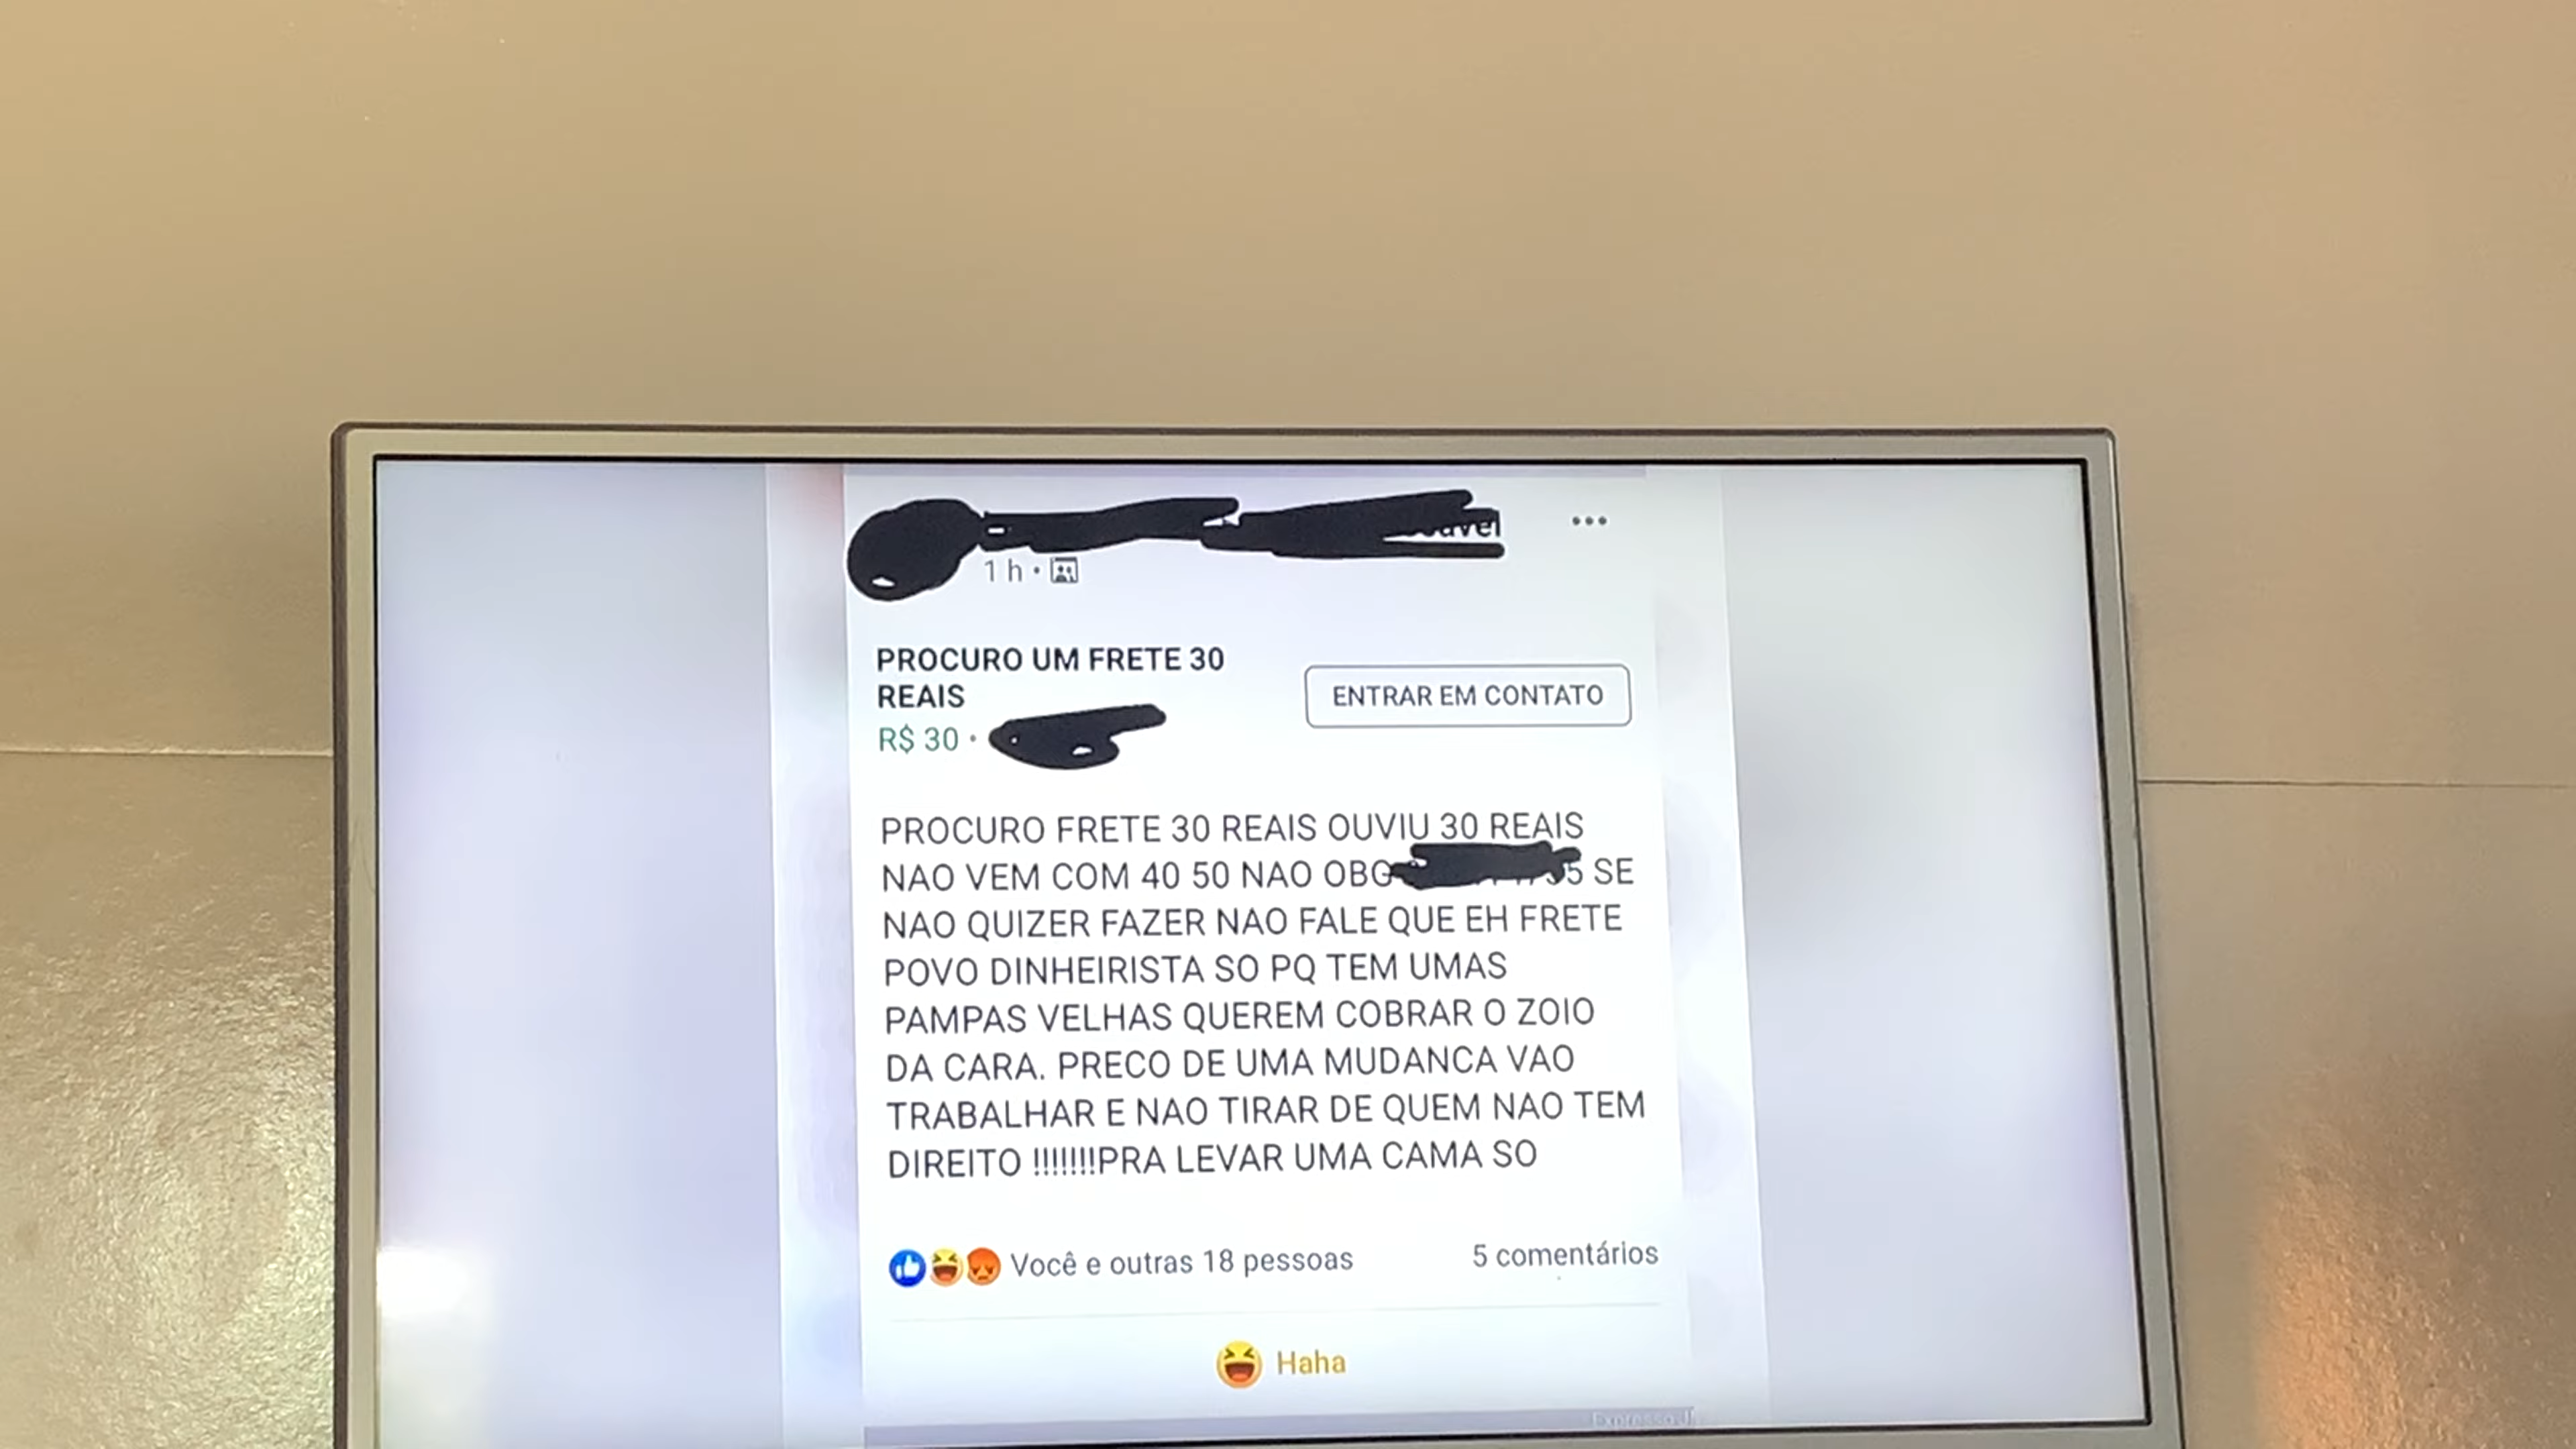 1 h •
PROCURO UM FRETE 30
REAIS
ENTRAR EM CONTATO
R$ 30 •
PROCURO FRETE 30 REAIS OUVIU 30 REAIS
NAO VEM COM 40 50 NAO OBG 5 SE
NAO QUIZER FAZER NAO FALE QUE EH FRETE
POVO DINHEIRISTA SO PQ TEM UMAS
PAMPAS VELHAS QUEREM COBRAR O ZOIO
DA CARA. PRECO DE UMA MUDANCA VAO
TRABALHAR E NAO TIRAR DE QUEM NAO TEM
DIREITO !!!!!!!PRA LEVAR UMA CAMA SO
Você e outras 18 pessoas
5 comentários
Haha